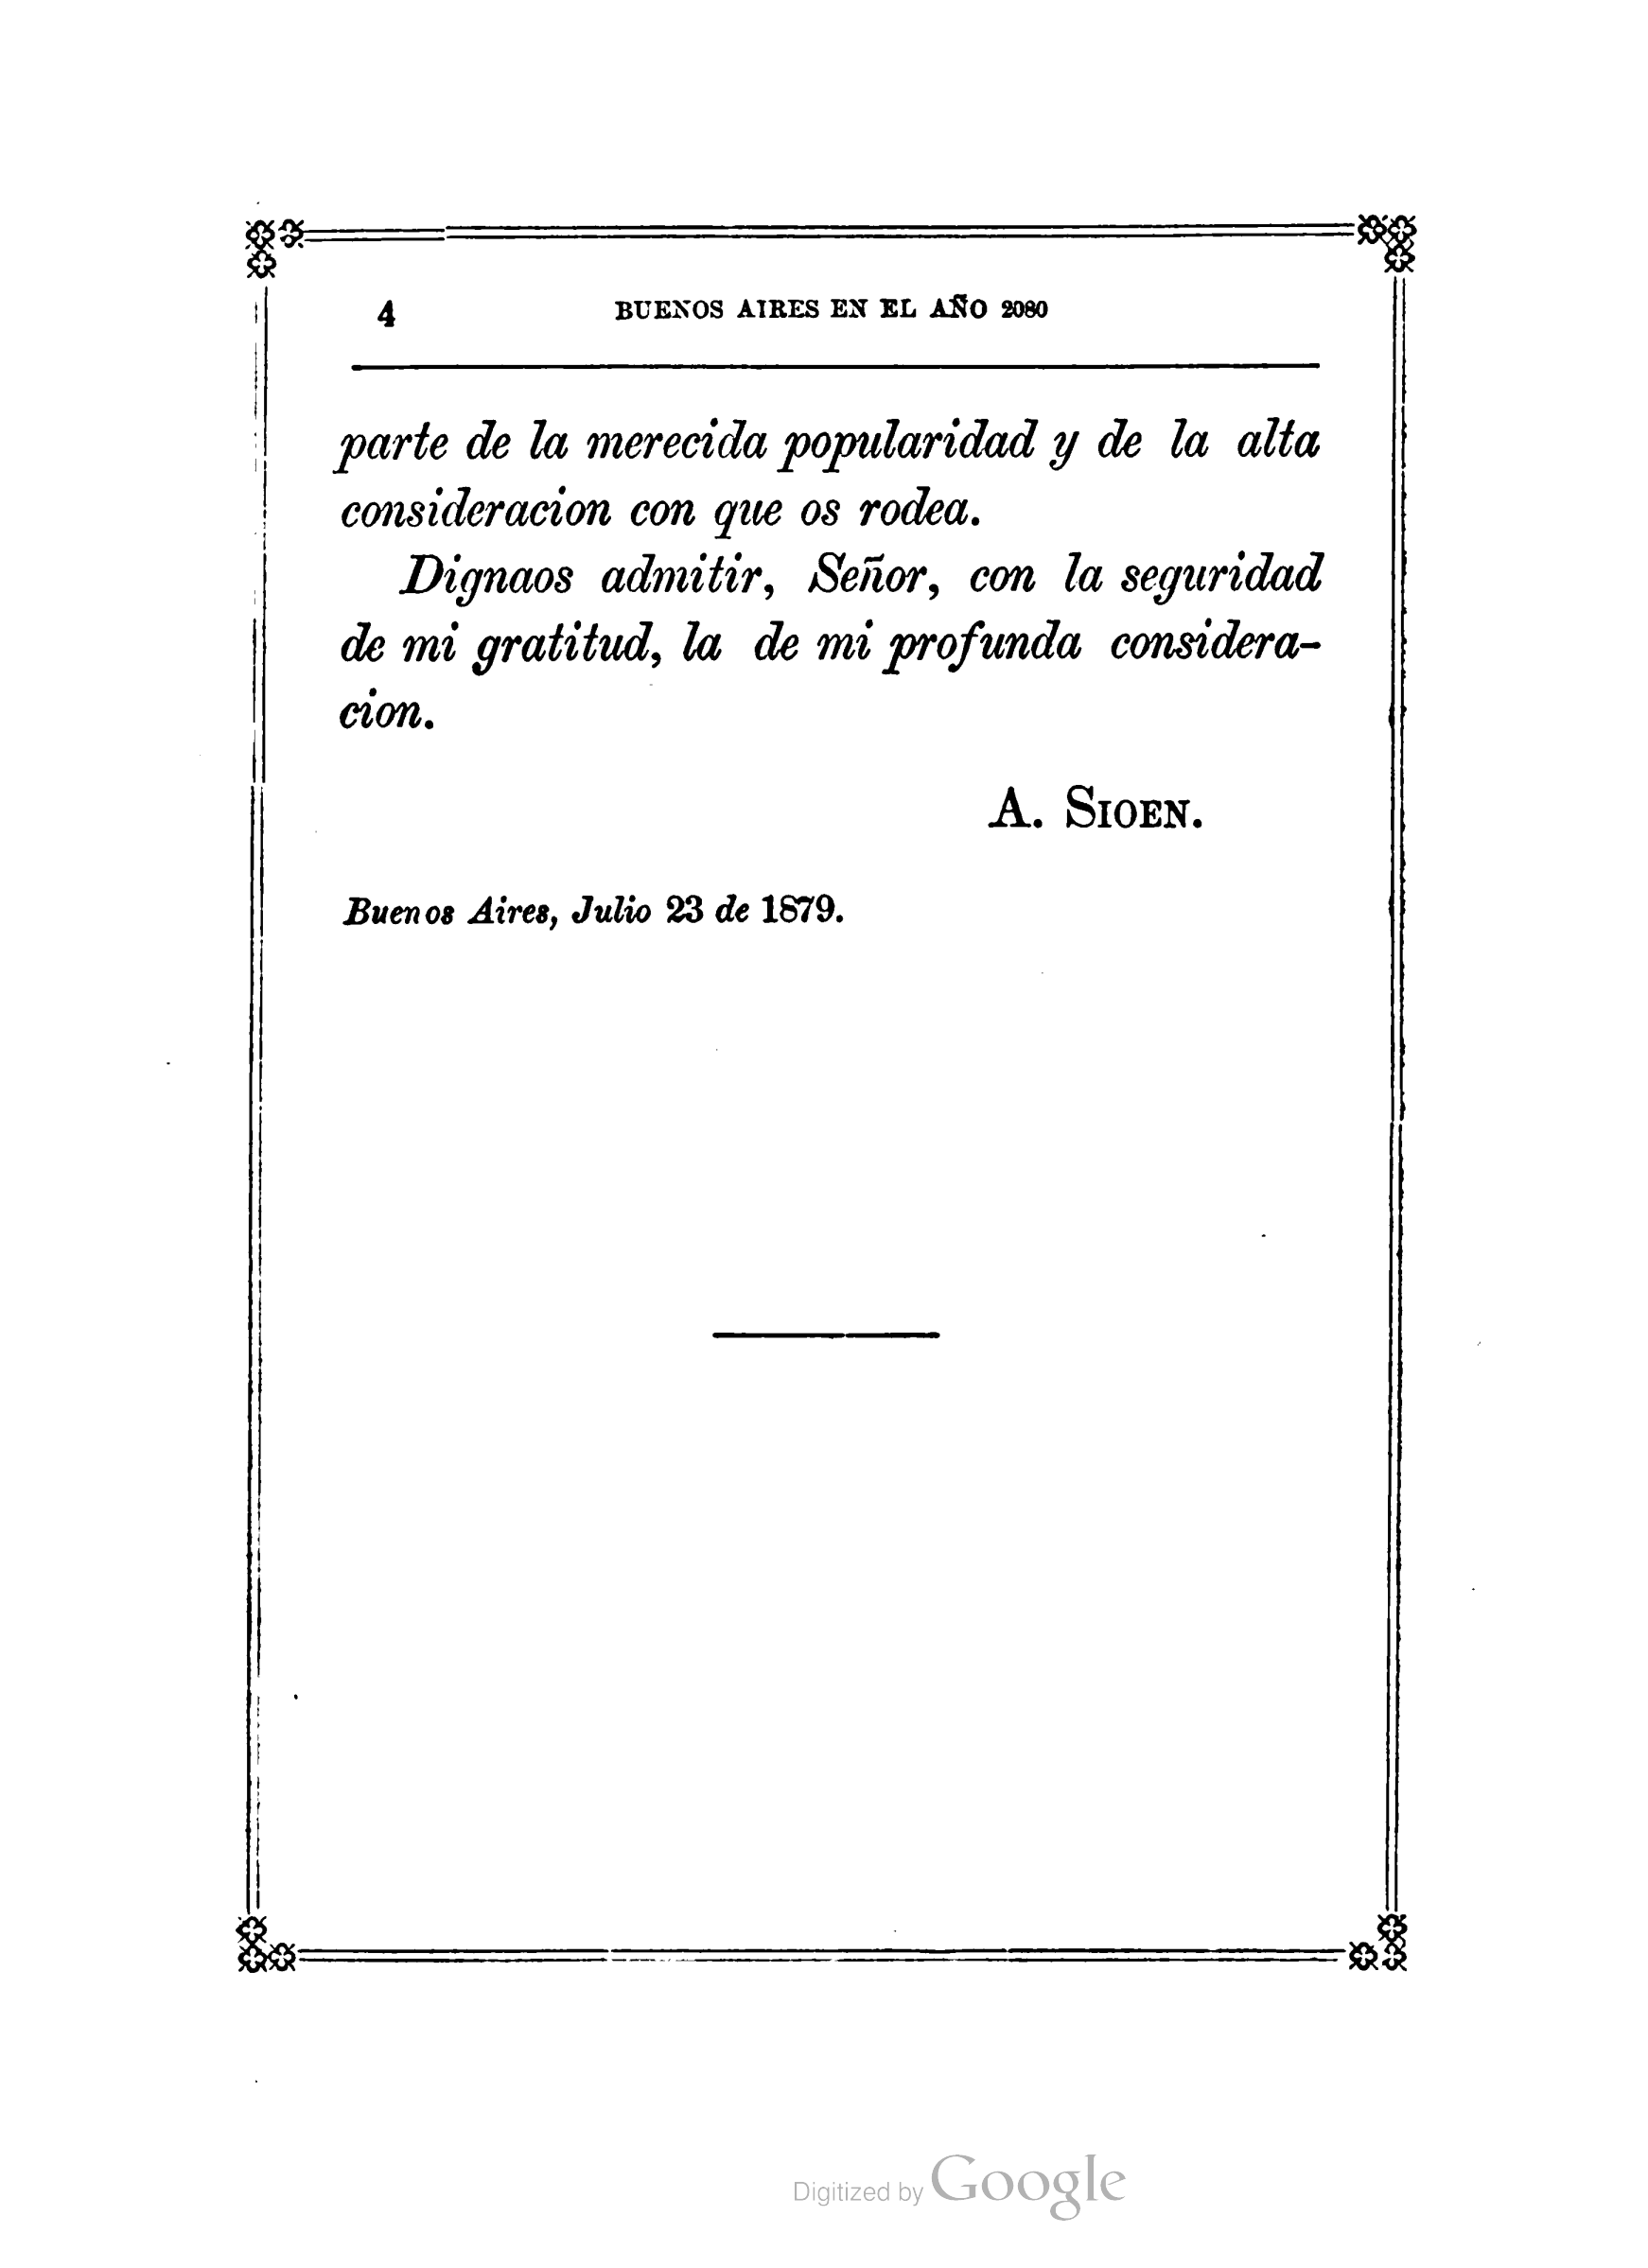 4 BUENOS AIRES EN EL AÑO 2080
parte de la merecida popularidad y de la alta
consideracion con que os rodea.
Dignaos admitir, Señor, con la seguridad
de mi gratitud, la de mi profunda considera-
cion.
A. SIOEN.
Buenos Aires, Julio 23 de 1879.
Digitized by Google